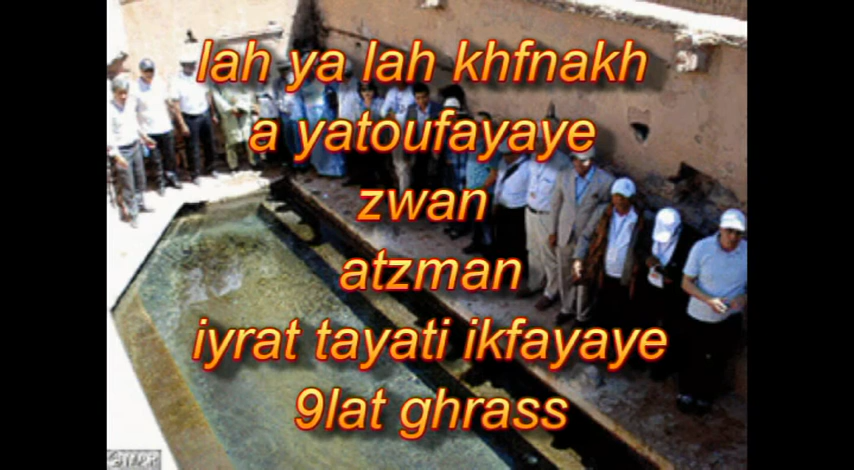 lah ya lah khfnakh
a yatoufayaye
zwan
atzman
iyrat tayati ikfayaye
9lat ghrass